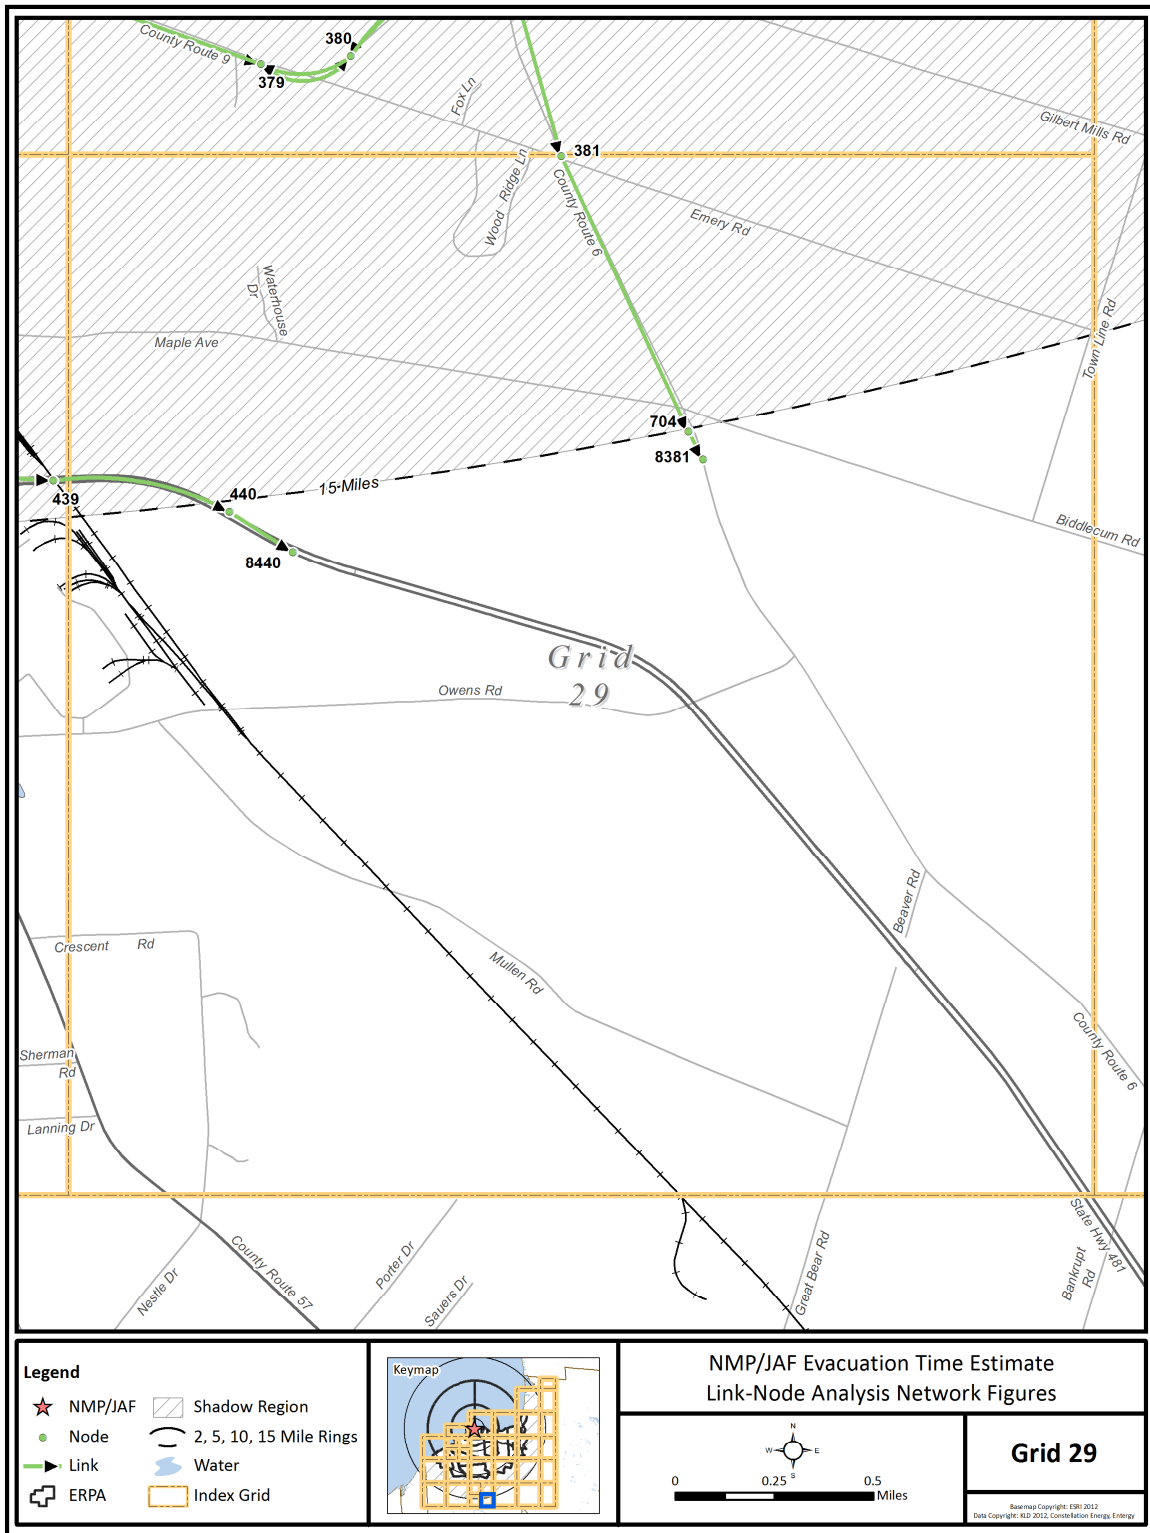 County Route 9
380
379
Fox Ln
Gilbert Mills Rd
381
Wood Ridge Ln
County Route 6
Emery Rd
Waterhouse
Dr
Maple Ave
Town Line Rd
704
8381
15 Miles
439
440
8440
Biddlecum Rd
Grid
29
Owens Rd
Beaver Rd
Crescent Rd
Mullen Rd
County Route 6
Sherman
Rd
Lanning Dr
State Hwy 481
Bankrupt
Rd
Great Bear Rd
County Route 57
Porter Dr
Nestle Dr
Sauers Dr
Legend
NMP/JAF
Shadow Region
Node
2, 5, 10, 15 Mile Rings
Link
Water
ERPA
Index Grid
Keymap
NMP/JAF Evacuation Time Estimate
Link-Node Analysis Network Figures
N
W E
S
0 0.25 0.5
Miles
Grid 29
Basemap Copyright: ESRI 2012
Data Copyright: KLD 2012, Constellation Energy, Entergy